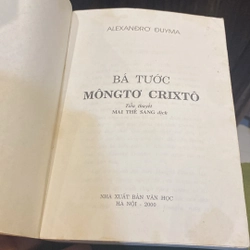 ALEXANDRƠ ĐUYMA
BÁ TƯỚC
MÔNGTƠ CRIXTÔ
Tiểu thuyết
MAI THẾ SANG dịch
NHÀ XUẤT BẢN VĂN HỌC
HÀ NỘI - 2001